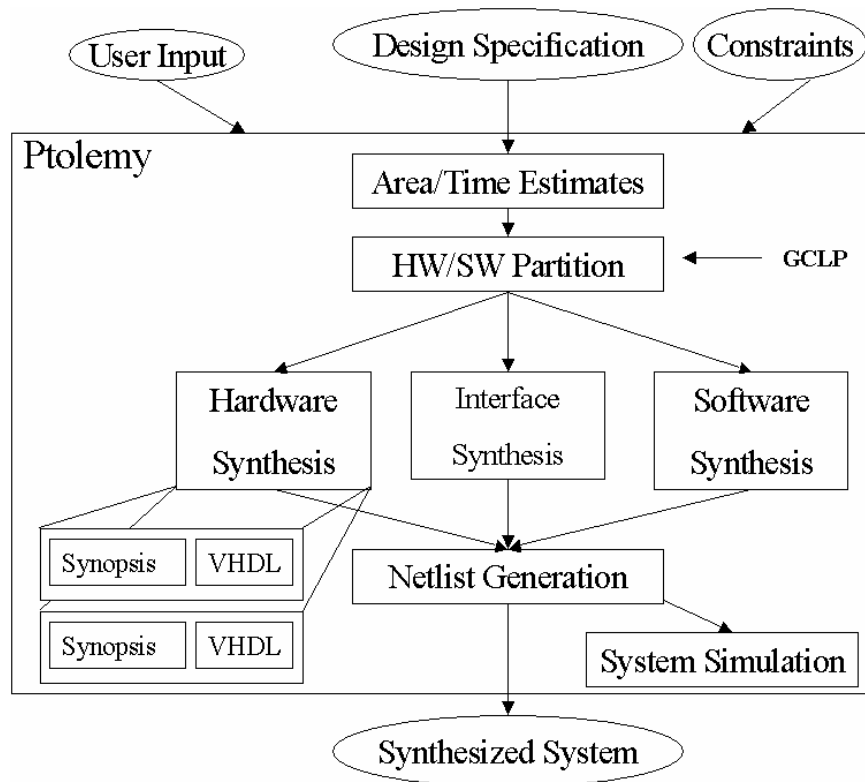 User Input
Design Specification
Constraints
Ptolemy
Area/Time Estimates
HW/SW Partition
GCLP
Hardware
Synthesis
Interface
Synthesis
Software
Synthesis
Synopsis
VHDL
Netlist Generation
Synopsis
VHDL
System Simulation
Synthesized System